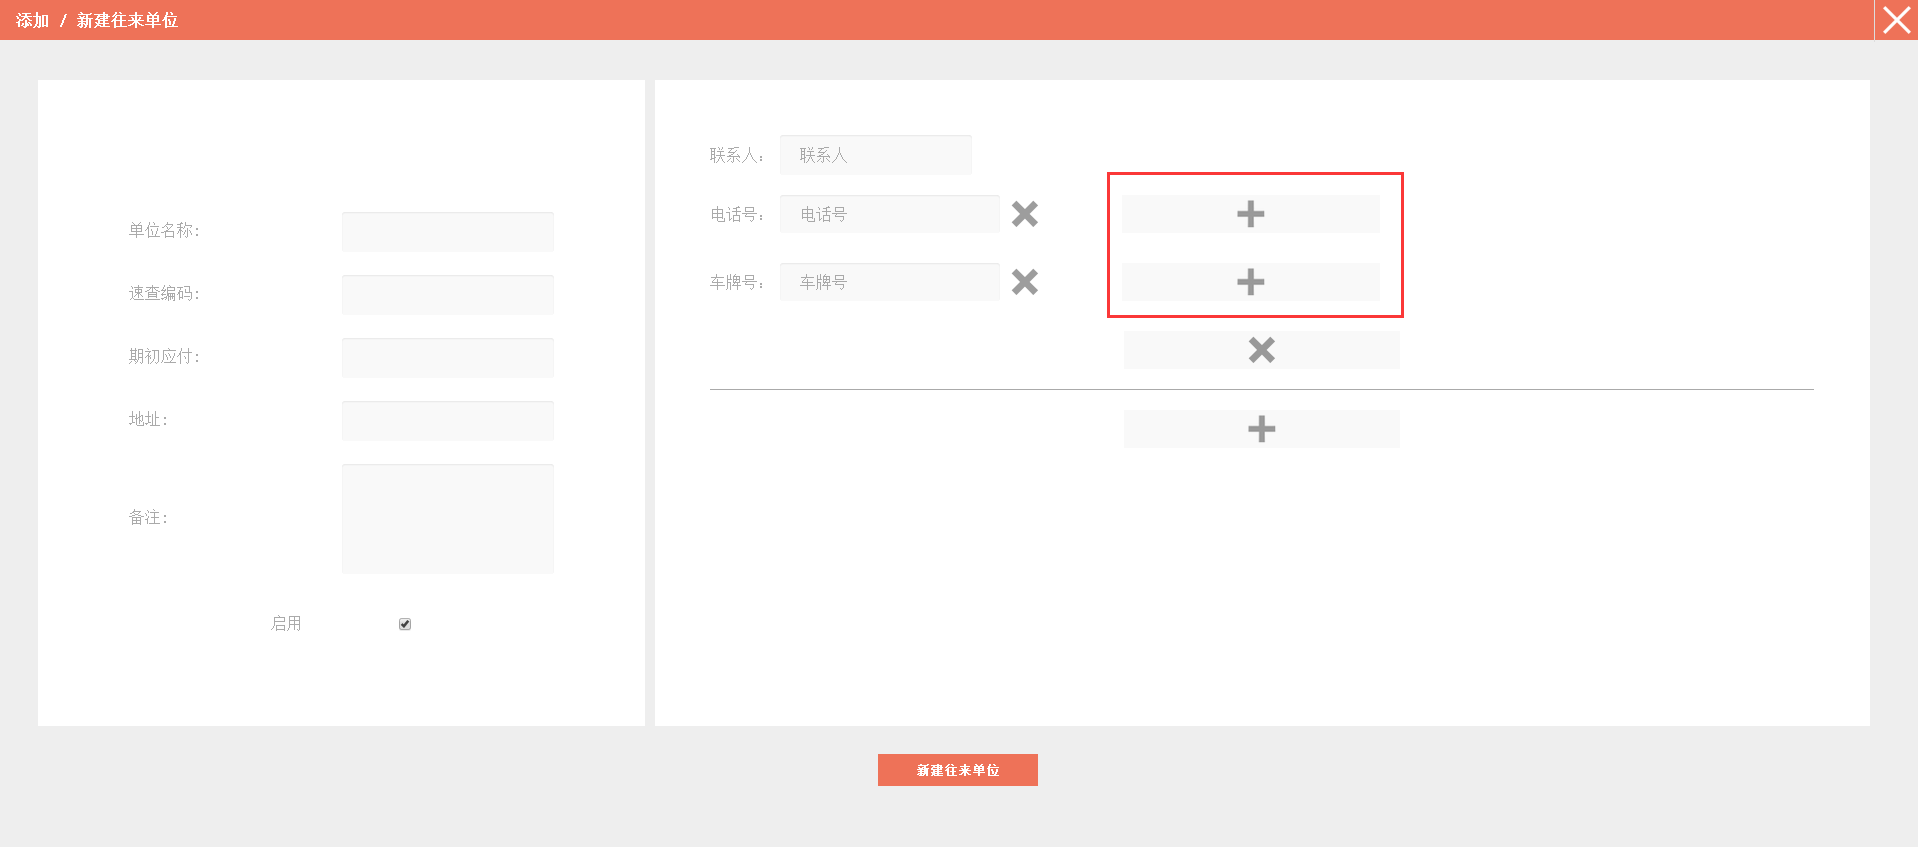 添加 / 新建往来单位
单位名称:
速查编码:
期初应付:
地址:
备注:
启用
联系人: 联系人
电话号: 电话号
车牌号: 车牌号
新建往来单位